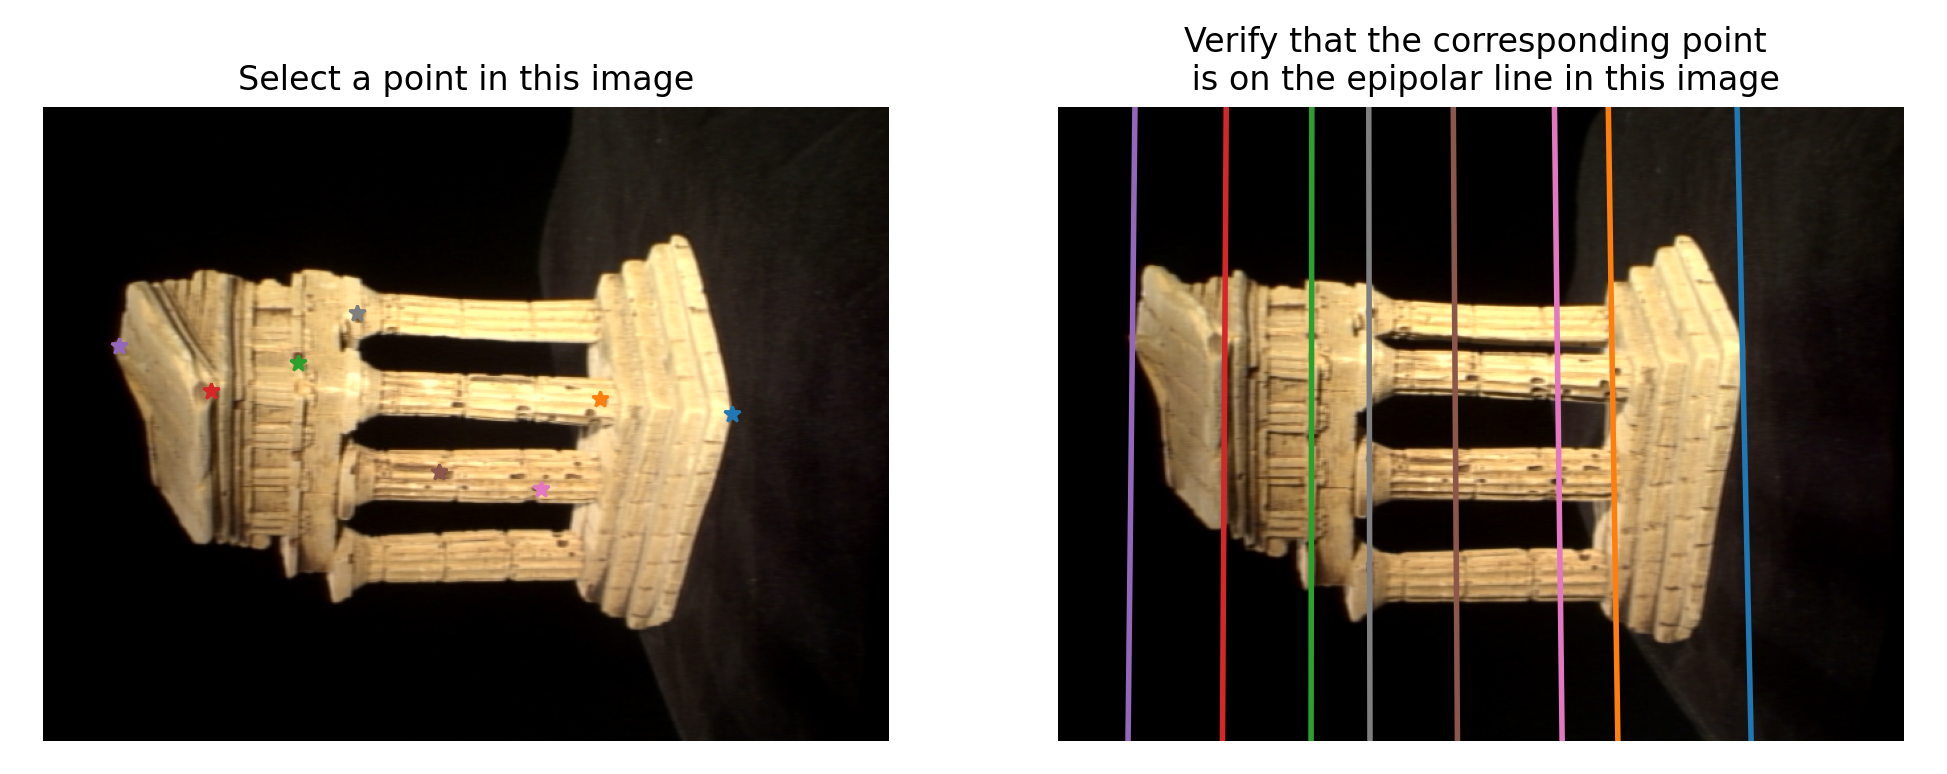 Select a point in this image
Verify that the corresponding point
is on the epipolar line in this image